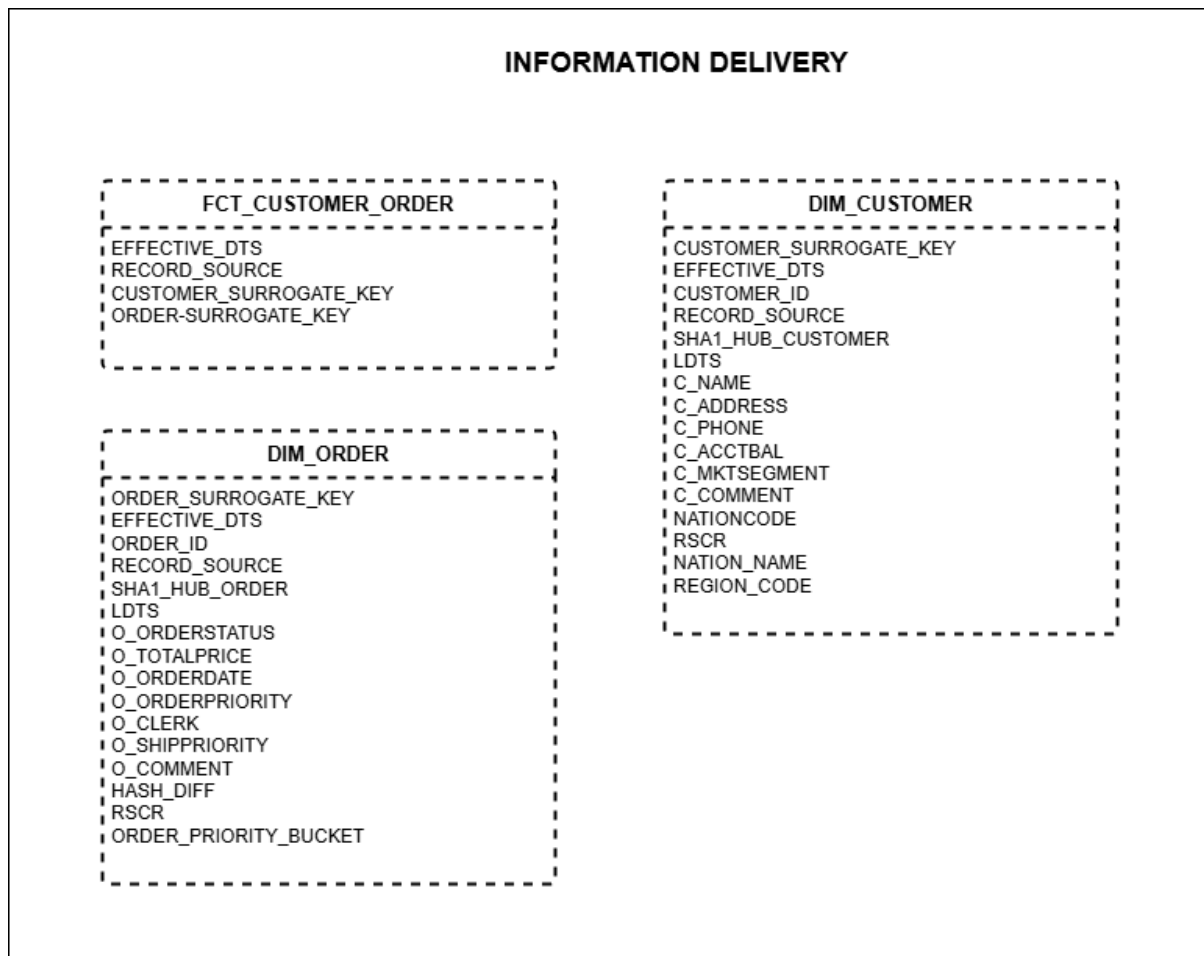 INFORMATION DELIVERY
FCT_CUSTOMER_ORDER
EFFECTIVE_DTS
RECORD_SOURCE
CUSTOMER_SURROGATE_KEY
ORDER-SURROGATE_KEY
DIM_ORDER
ORDER_SURROGATE_KEY
EFFECTIVE_DTS
ORDER_ID
RECORD_SOURCE
SHA1_HUB_ORDER
LDTS
O_ORDERSTATUS
O_TOTALPRICE
O_ORDERDATE
O_ORDERPRIORITY
O_CLERK
O_SHIPPRIORITY
O_COMMENT
HASH_DIFF
RSCR
ORDER_PRIORITY_BUCKET
DIM_CUSTOMER
CUSTOMER_SURROGATE_KEY
EFFECTIVE_DTS
CUSTOMER_ID
RECORD_SOURCE
SHA1_HUB_CUSTOMER
LDTS
C_NAME
C_ADDRESS
C_PHONE
C_ACCTBAL
C_MKTSEGMENT
C_COMMENT
NATIONCODE
RSCR
NATION_NAME
REGION_CODE